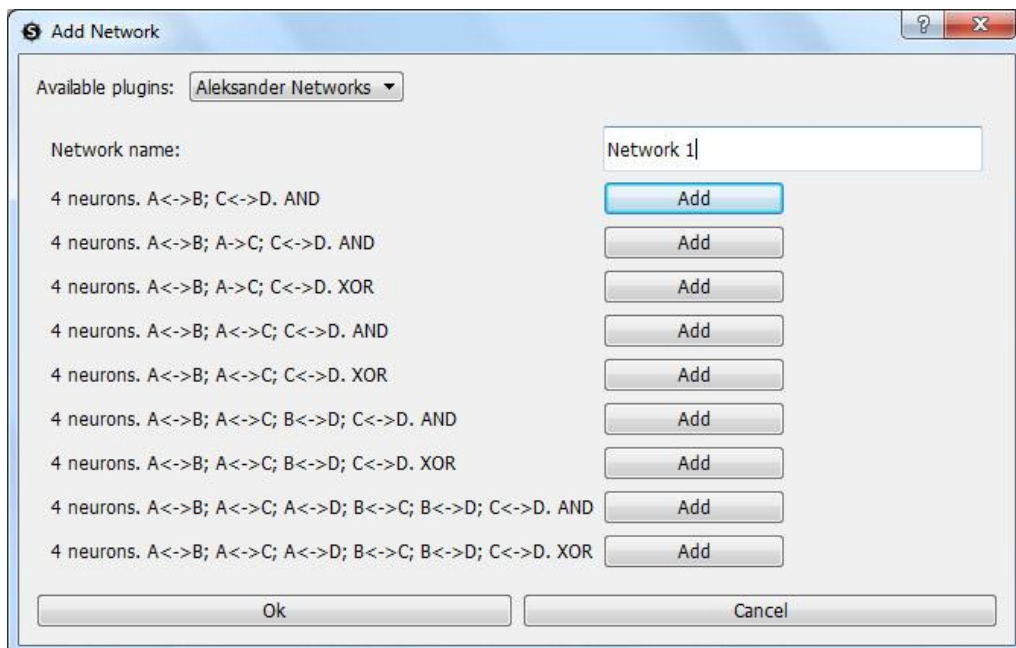 Add Network
Available plugins: Aleksander Networks
Network name: Network 1
4 neurons. A<->B; C<->D. AND Add
4 neurons. A<->B; A->C; C<->D. AND Add
4 neurons. A<->B; A->C; C<->D. XOR Add
4 neurons. A<->B; A<->C; C<->D. AND Add
4 neurons. A<->B; A<->C; C<->D. XOR Add
4 neurons. A<->B; A<->C; B<->D; C<->D. AND Add
4 neurons. A<->B; A<->C; B<->D; C<->D. XOR Add
4 neurons. A<->B; A<->C; A<->D; B<->C; B<->D; C<->D. AND Add
4 neurons. A<->B; A<->C; A<->D; B<->C; B<->D; C<->D. XOR Add
Ok Cancel